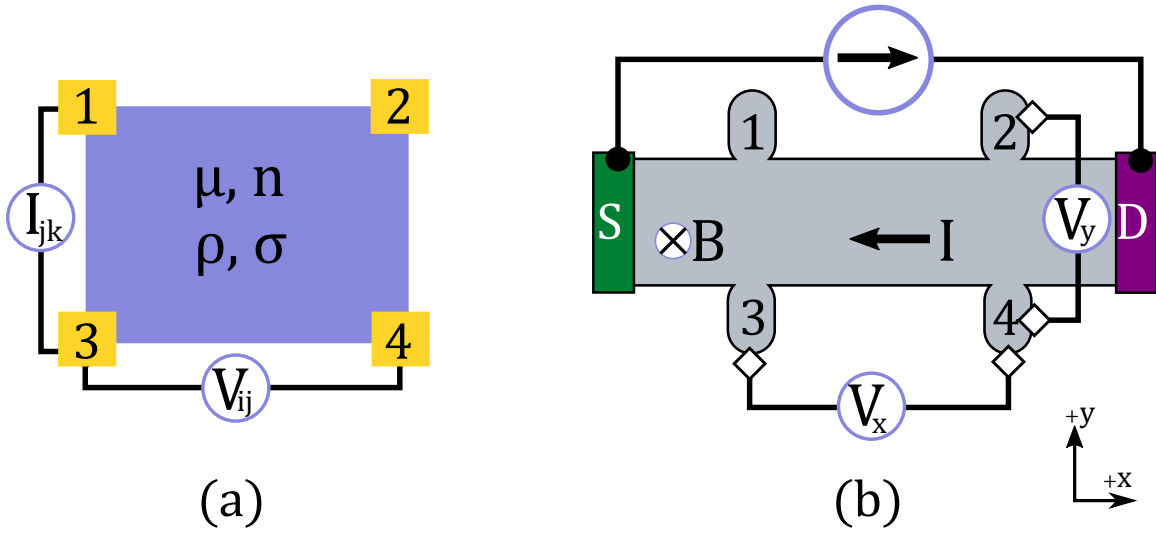 1
2
I_jk
μ, n
ρ, σ
3
4
V_ij
(a)
1
2
S
B
I
V_y
D
3
4
V_x
+y
+x
(b)